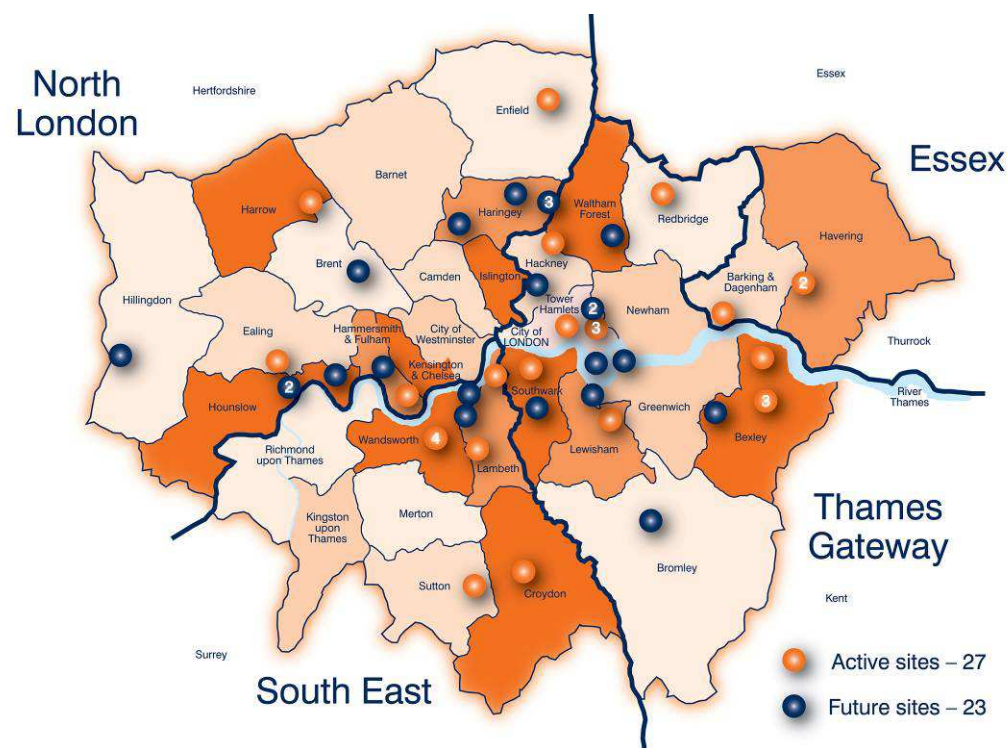 North
London
Hertfordshire
Essex
Enfield
Essex
Barnet
Harrow
Haringey
3
Waltham
Forest
Redbridge
Havering
Brent
Camden
Islington
Hackney
Hillingdon
Tower
Hamlets
2
3
Newham
Barking &
Dagenham
2
Ealing
Hammersmith
& Fulham
City of
Westminster
City of
LONDON
Kensington
& Chelsea
Thurrock
River
Thames
2
Hounslow
Southwark
Greenwich
3
Bexley
Wandsworth
4
Lambeth
Lewisham
Richmond
upon Thames
Kingston
upon
Thames
Merton
Thames
Gateway
Sutton
Croydon
Bromley
Kent
Surrey
South East
Active sites – 27
Future sites – 23